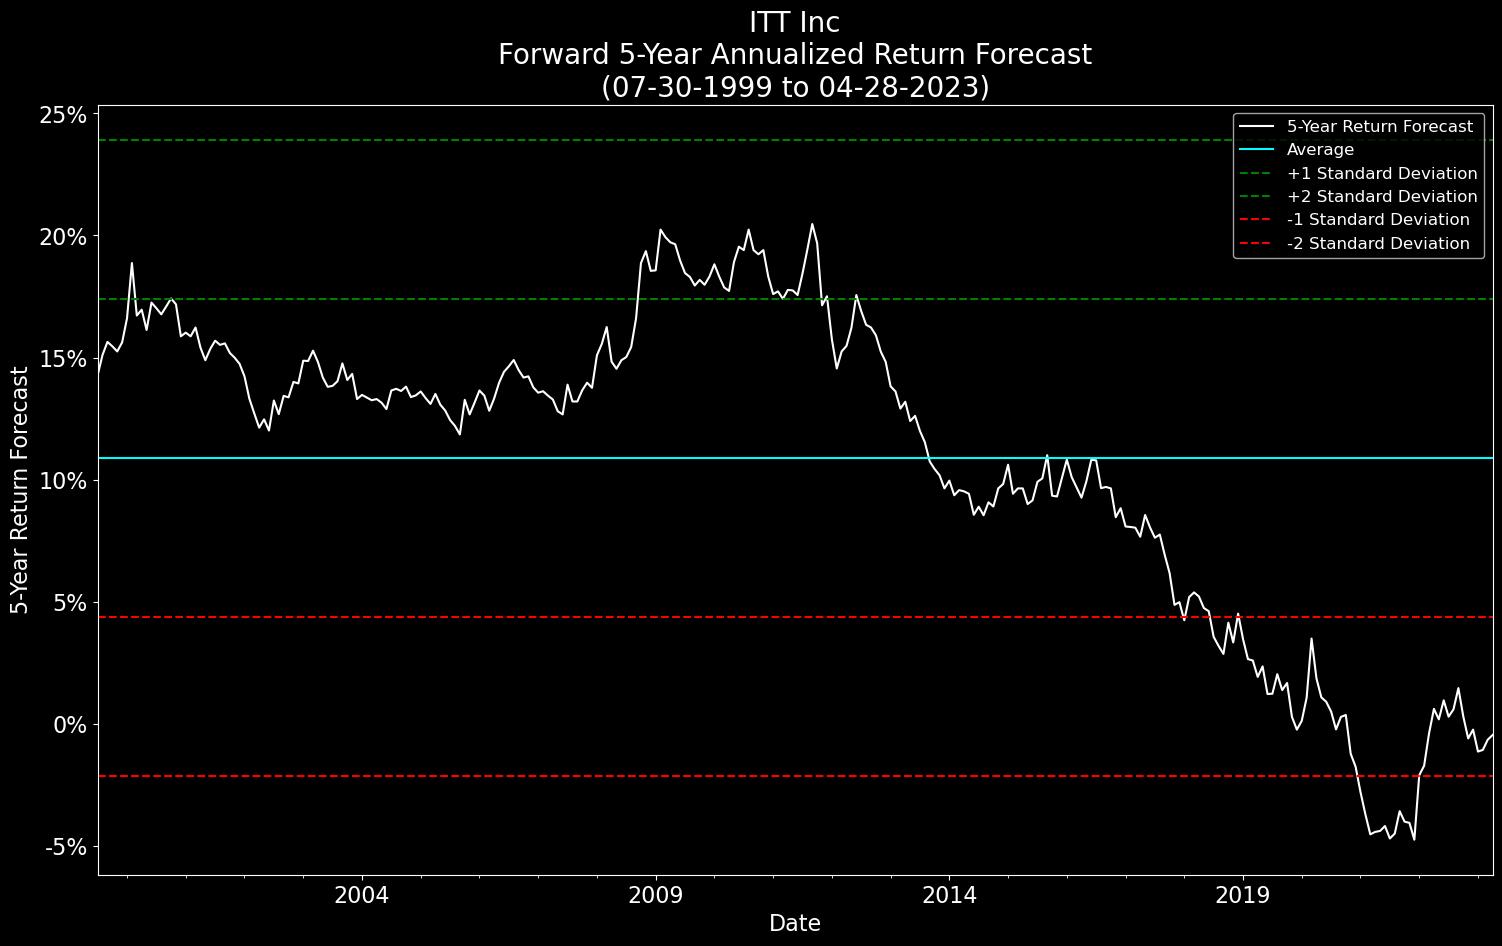 ITT Inc
Forward 5-Year Annualized Return Forecast
(07-30-1999 to 04-28-2023)
25%
20%
15%
10%
5%
0%
-5%
5-Year Return Forecast
5-Year Return Forecast
Average
+1 Standard Deviation
+2 Standard Deviation
-1 Standard Deviation
-2 Standard Deviation
2004
2009
2014
2019
Date